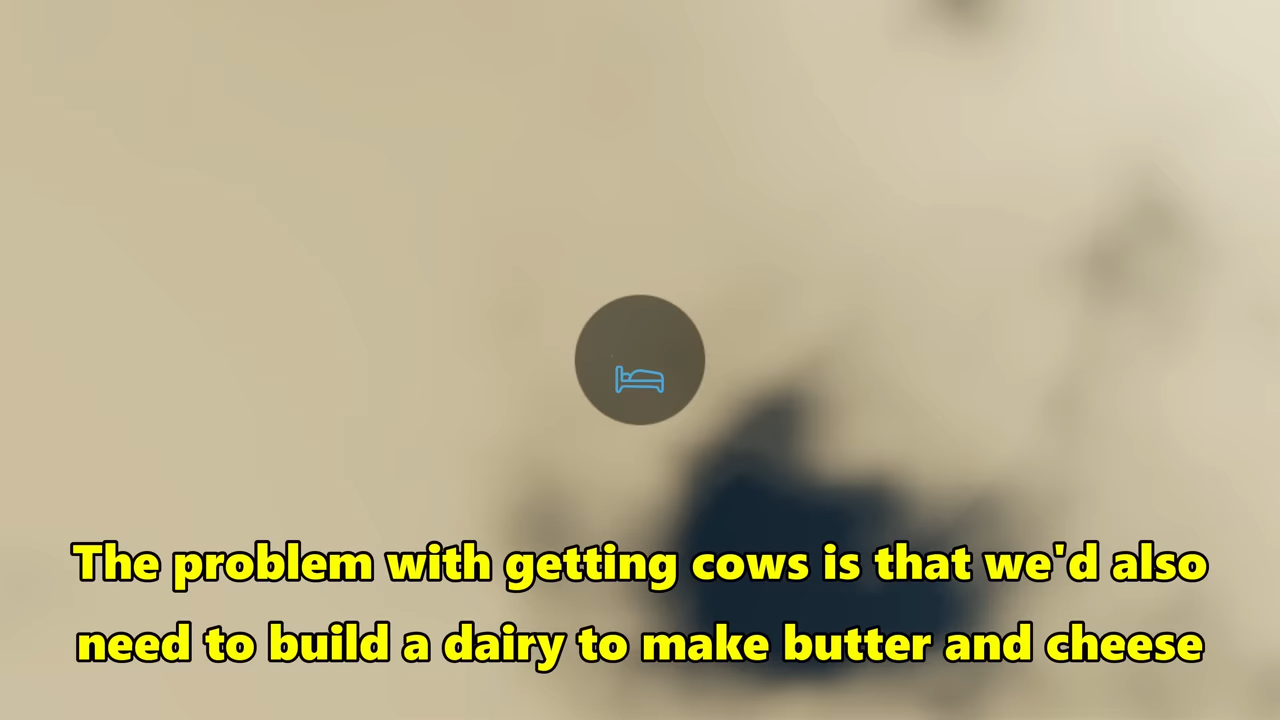 The problem with getting cows is that we'd also
need to build a dairy to make butter and cheese